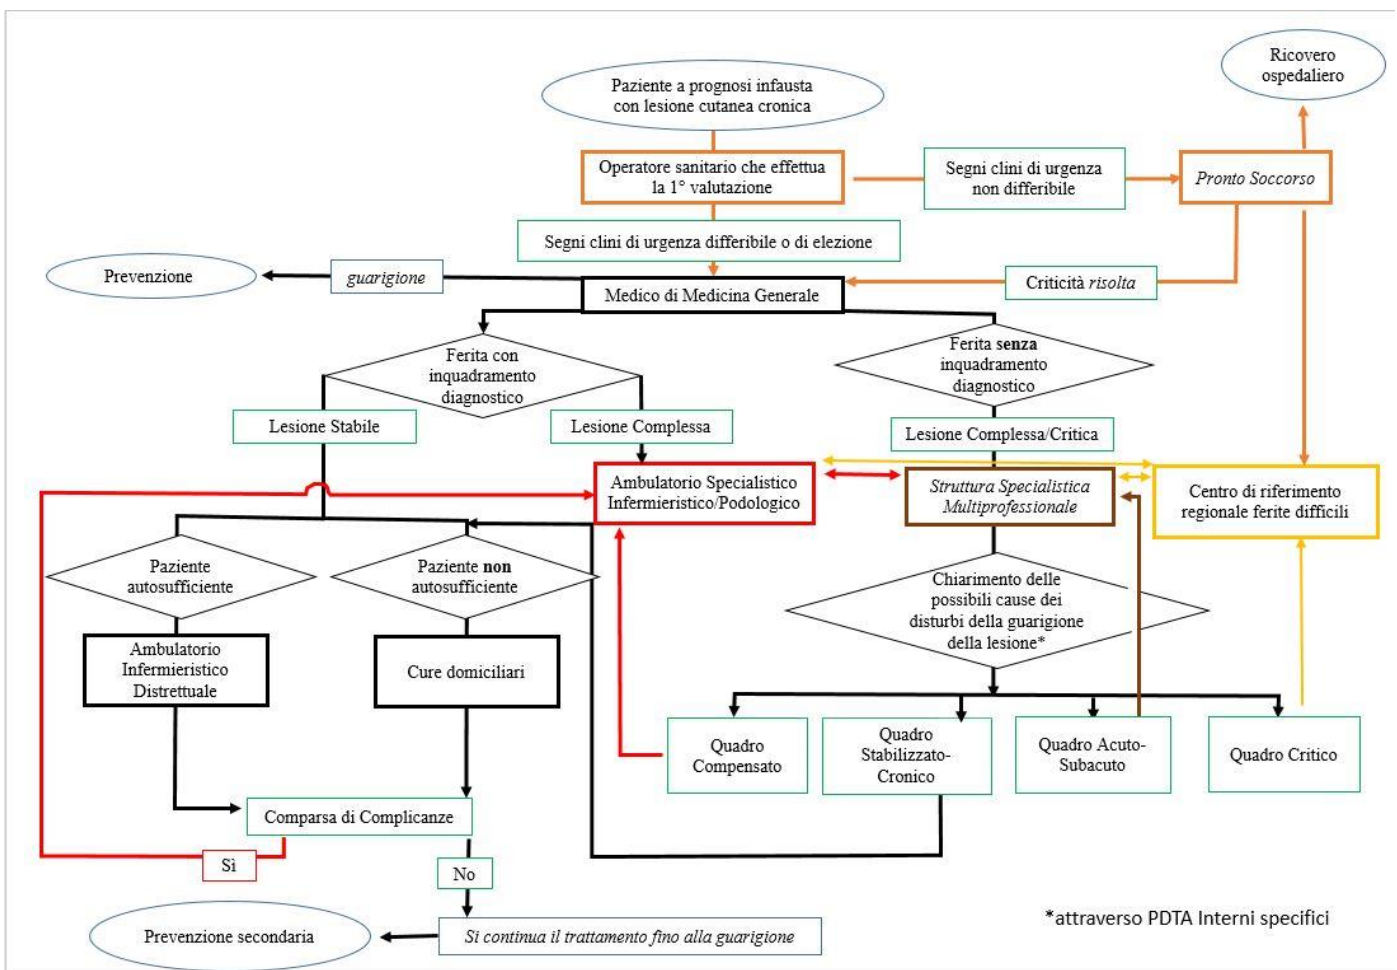 Paziente a prognosi infausta
con lesione cutanea cronica
Ricovero
ospedaliero
Operatore sanitario che effettua
la 1° valutazione
Segni clini di urgenza
non differibile
Pronto Soccorso
Segni clini di urgenza differibile o di elezione
Prevenzione
guarigione
Medico di Medicina Generale
Criticità risolta
Ferita con
inquadramento
diagnostico
Ferita senza
inquadramento
diagnostico
Lesione Stabile
Lesione Complessa
Lesione Complessa/Critica
Ambulatorio Specialistico
Infermieristico/Podologico
Struttura Specialistica
Multiprofessionale
Centro di riferimento
regionale ferite difficili
Paziente
autosufficiente
Paziente non
autosufficiente
Chiarimento delle
possibili cause dei
disturbi della guarigione
della lesione*
Ambulatorio
Infermieristico
Distrettuale
Cure domiciliari
Quadro
Compensato
Quadro
Stabilizzato-
Cronico
Quadro Acuto-
Subacuto
Quadro Critico
Comparsa di Complicanze
Sì
No
Prevenzione secondaria
Si continua il trattamento fino alla guarigione
*attraverso PDTA Interni specifici